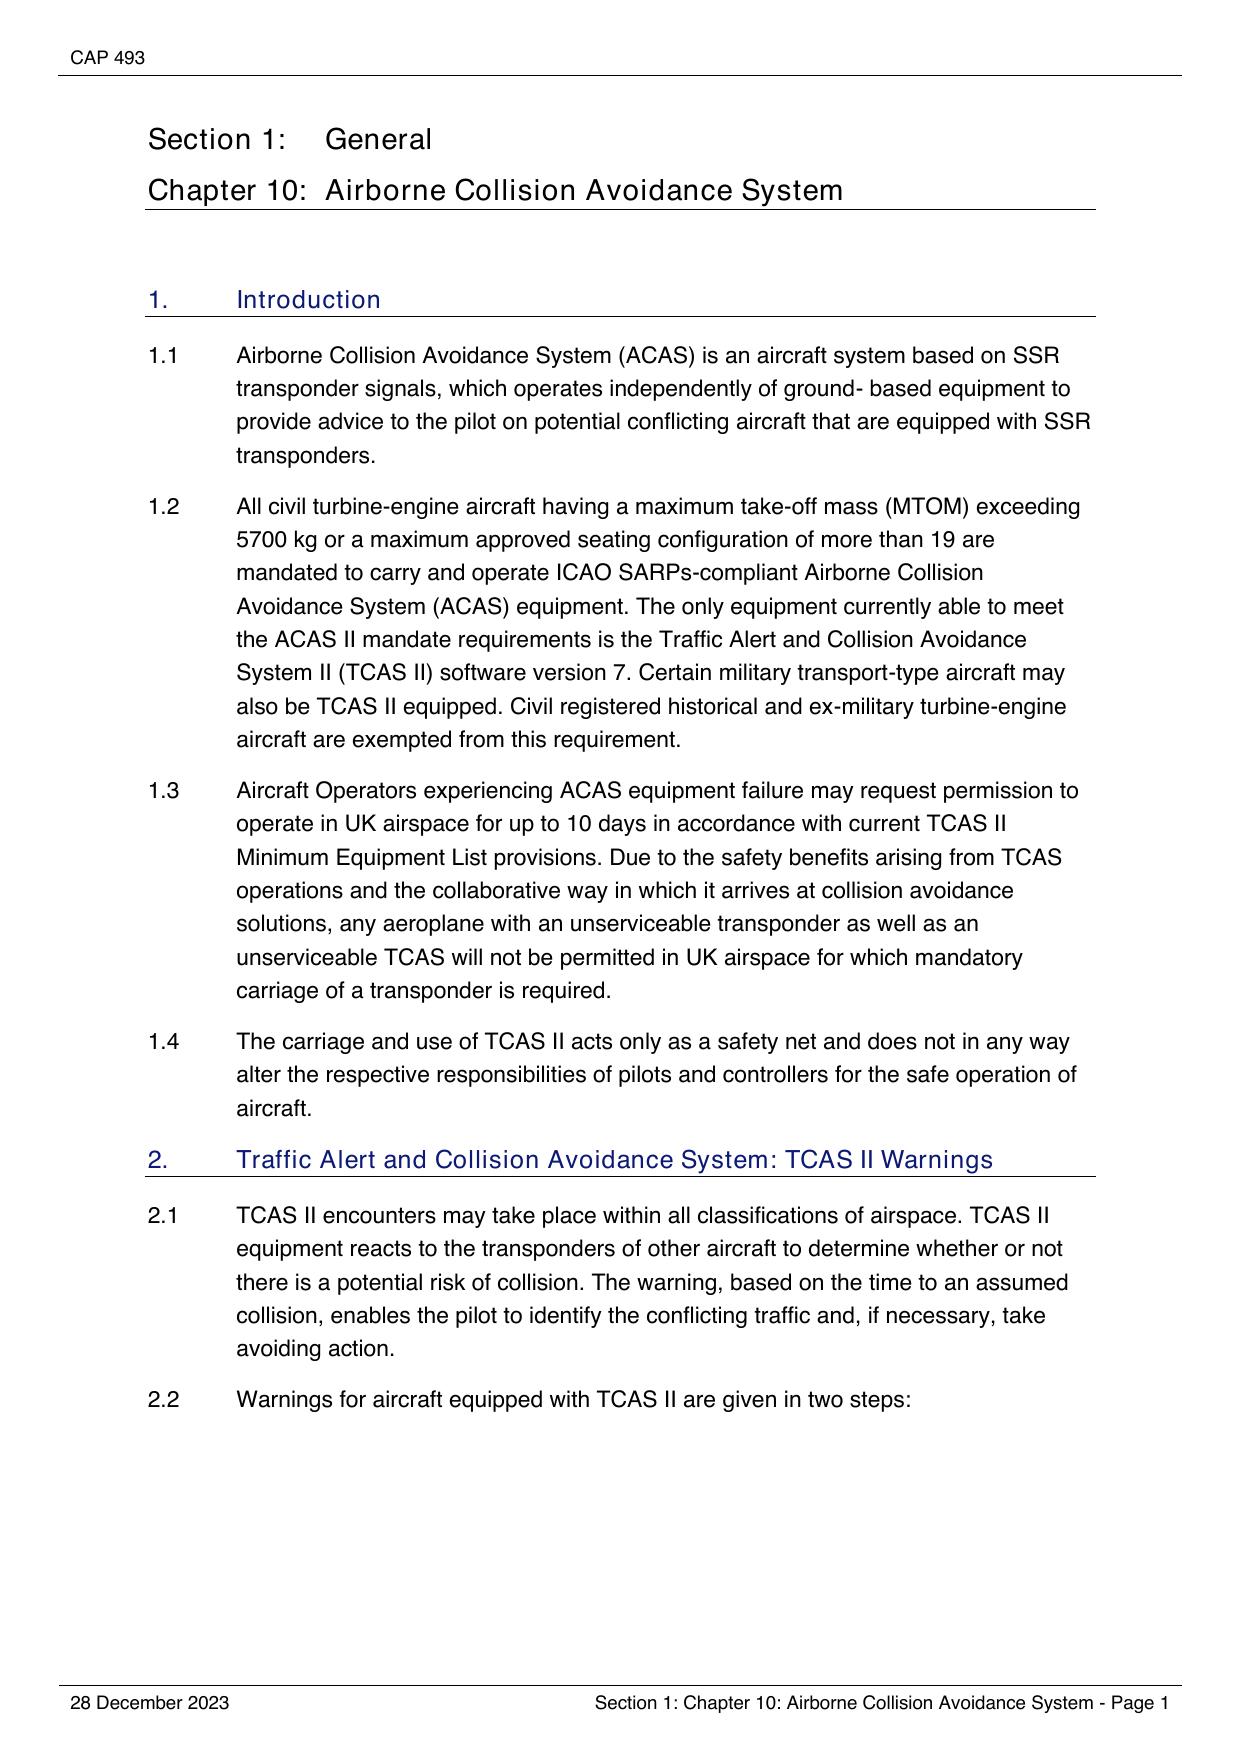 CAP 493
Section 1: General
Chapter 10: Airborne Collision Avoidance System
1. Introduction
1.1 Airborne Collision Avoidance System (ACAS) is an aircraft system based on SSR
transponder signals, which operates independently of ground- based equipment to
provide advice to the pilot on potential conflicting aircraft that are equipped with SSR
transponders.
1.2 All civil turbine-engine aircraft having a maximum take-off mass (MTOM) exceeding
5700 kg or a maximum approved seating configuration of more than 19 are
mandated to carry and operate ICAO SARPs-compliant Airborne Collision
Avoidance System (ACAS) equipment. The only equipment currently able to meet
the ACAS II mandate requirements is the Traffic Alert and Collision Avoidance
System II (TCAS II) software version 7. Certain military transport-type aircraft may
also be TCAS II equipped. Civil registered historical and ex-military turbine-engine
aircraft are exempted from this requirement.
1.3 Aircraft Operators experiencing ACAS equipment failure may request permission to
operate in UK airspace for up to 10 days in accordance with current TCAS II
Minimum Equipment List provisions. Due to the safety benefits arising from TCAS
operations and the collaborative way in which it arrives at collision avoidance
solutions, any aeroplane with an unserviceable transponder as well as an
unserviceable TCAS will not be permitted in UK airspace for which mandatory
carriage of a transponder is required.
1.4 The carriage and use of TCAS II acts only as a safety net and does not in any way
alter the respective responsibilities of pilots and controllers for the safe operation of
aircraft.
2. Traffic Alert and Collision Avoidance System: TCAS II Warnings
2.1 TCAS II encounters may take place within all classifications of airspace. TCAS II
equipment reacts to the transponders of other aircraft to determine whether or not
there is a potential risk of collision. The warning, based on the time to an assumed
collision, enables the pilot to identify the conflicting traffic and, if necessary, take
avoiding action.
2.2 Warnings for aircraft equipped with TCAS II are given in two steps:
28 December 2023 Section 1: Chapter 10: Airborne Collision Avoidance System - Page 1